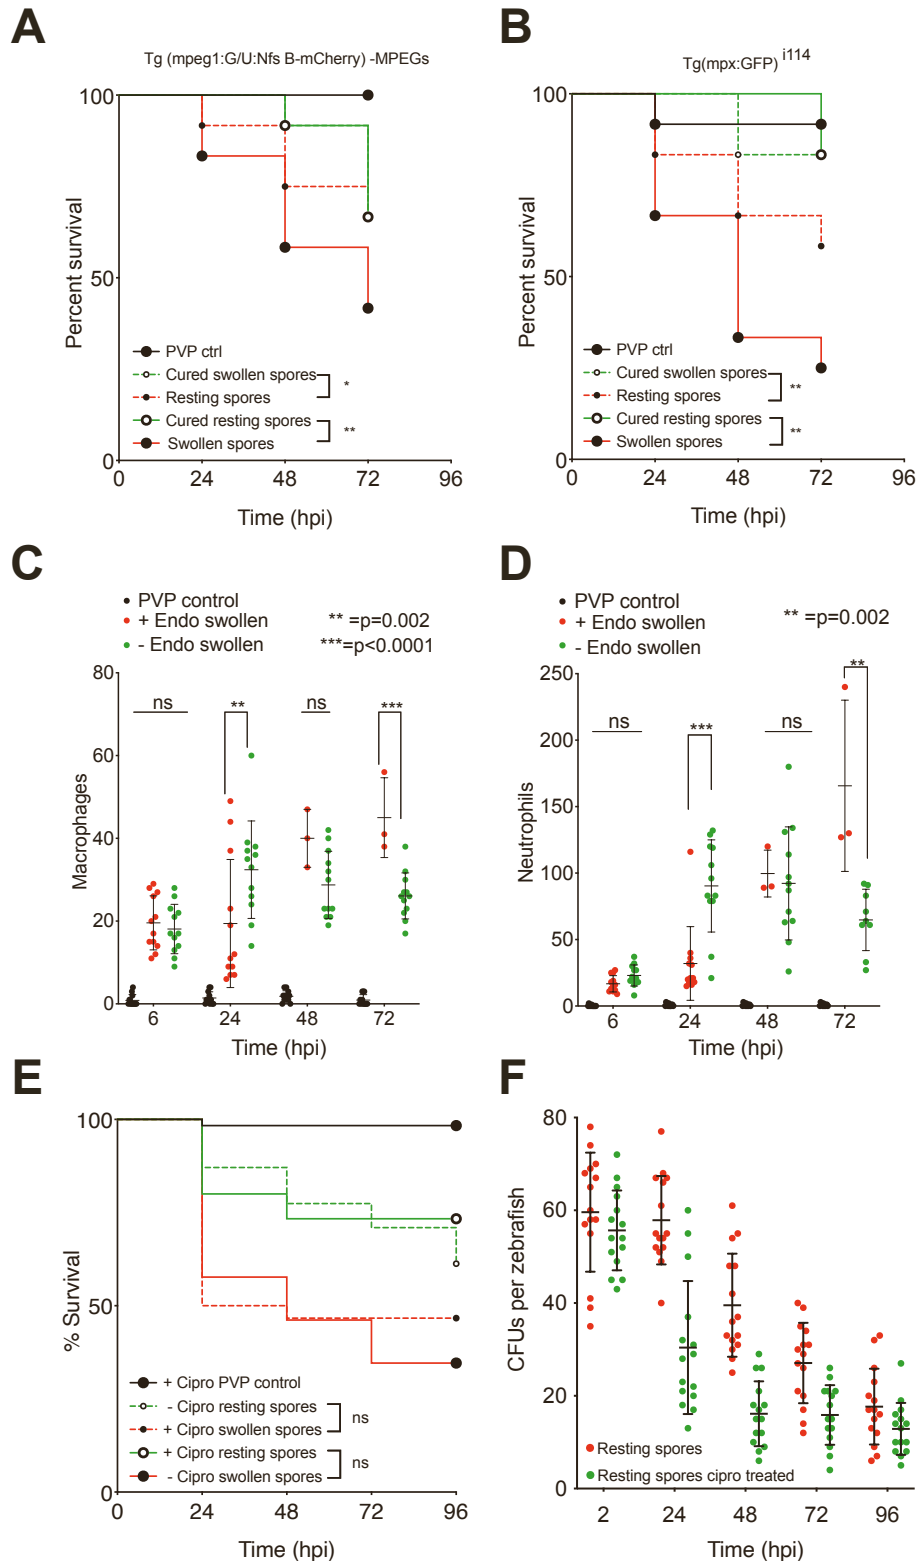 A
B
Tg (mpeg1:G/U:Nfs B-mCherry) -MPEGs
Tg(mpx:GFP) i114
100
50
0
Percent survival
PVP ctrl
Cured swollen spores
Resting spores
Cured resting spores
Swollen spores
*
**
0 24 48 72 96
Time (hpi)
100
50
0
Percent survival
PVP ctrl
Cured swollen spores
Resting spores
Cured resting spores
Swollen spores
**
**
0 24 48 72 96
Time (hpi)
C
D
PVP control
+ Endo swollen
- Endo swollen
** =p=0.002
***=p<0.0001
80
60
40
20
0
Macrophages
ns
**
ns
***
6 24 48 72
Time (hpi)
PVP control
+ Endo swollen
- Endo swollen
** =p=0.002
250
200
150
100
50
0
Neutrophils
ns
***
ns
**
6 24 48 72
Time (hpi)
E
F
100
50
0
% Survival
+ Cipro PVP control
- Cipro resting spores
+ Cipro swollen spores
+ Cipro resting spores
- Cipro swollen spores
ns
ns
0 24 48 72 96
Time (hpi)
80
60
40
20
0
CFUs per zebrafish
Resting spores
Resting spores cipro treated
2 24 48 72 96
Time (hpi)